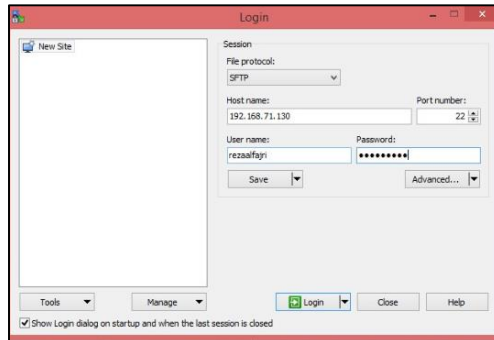 Login
New Site
Session
File protocol:
SFTP
Host name:
Port number:
192.168.71.130
22
User name:
Password:
rezaalfajri
•••••••••
Save
Advanced...
Tools
Manage
Login
Close
Help
Show Login dialog on startup and when the last session is closed